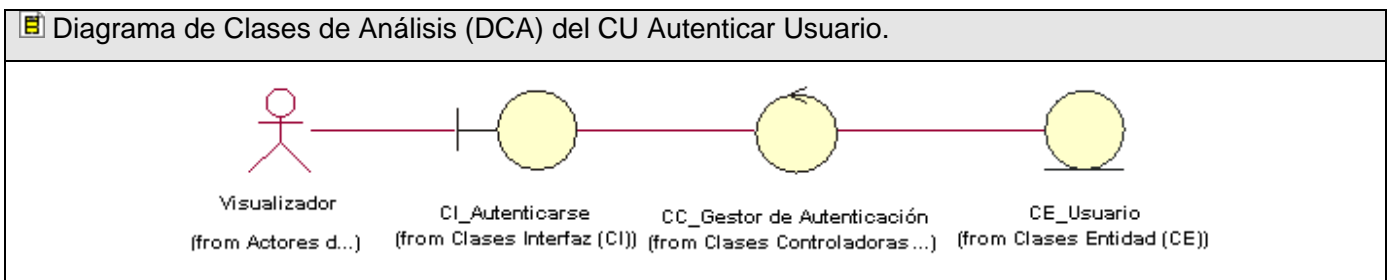 Diagrama de Clases de Análisis (DCA) del CU Autenticar Usuario.
Visualizador
(from Actores d...)
CI_Autenticarse
(from Clases Interfaz (CI))
CC_Gestor de Autenticación
(from Clases Controladoras ...)
CE_Usuario
(from Clases Entidad (CE))